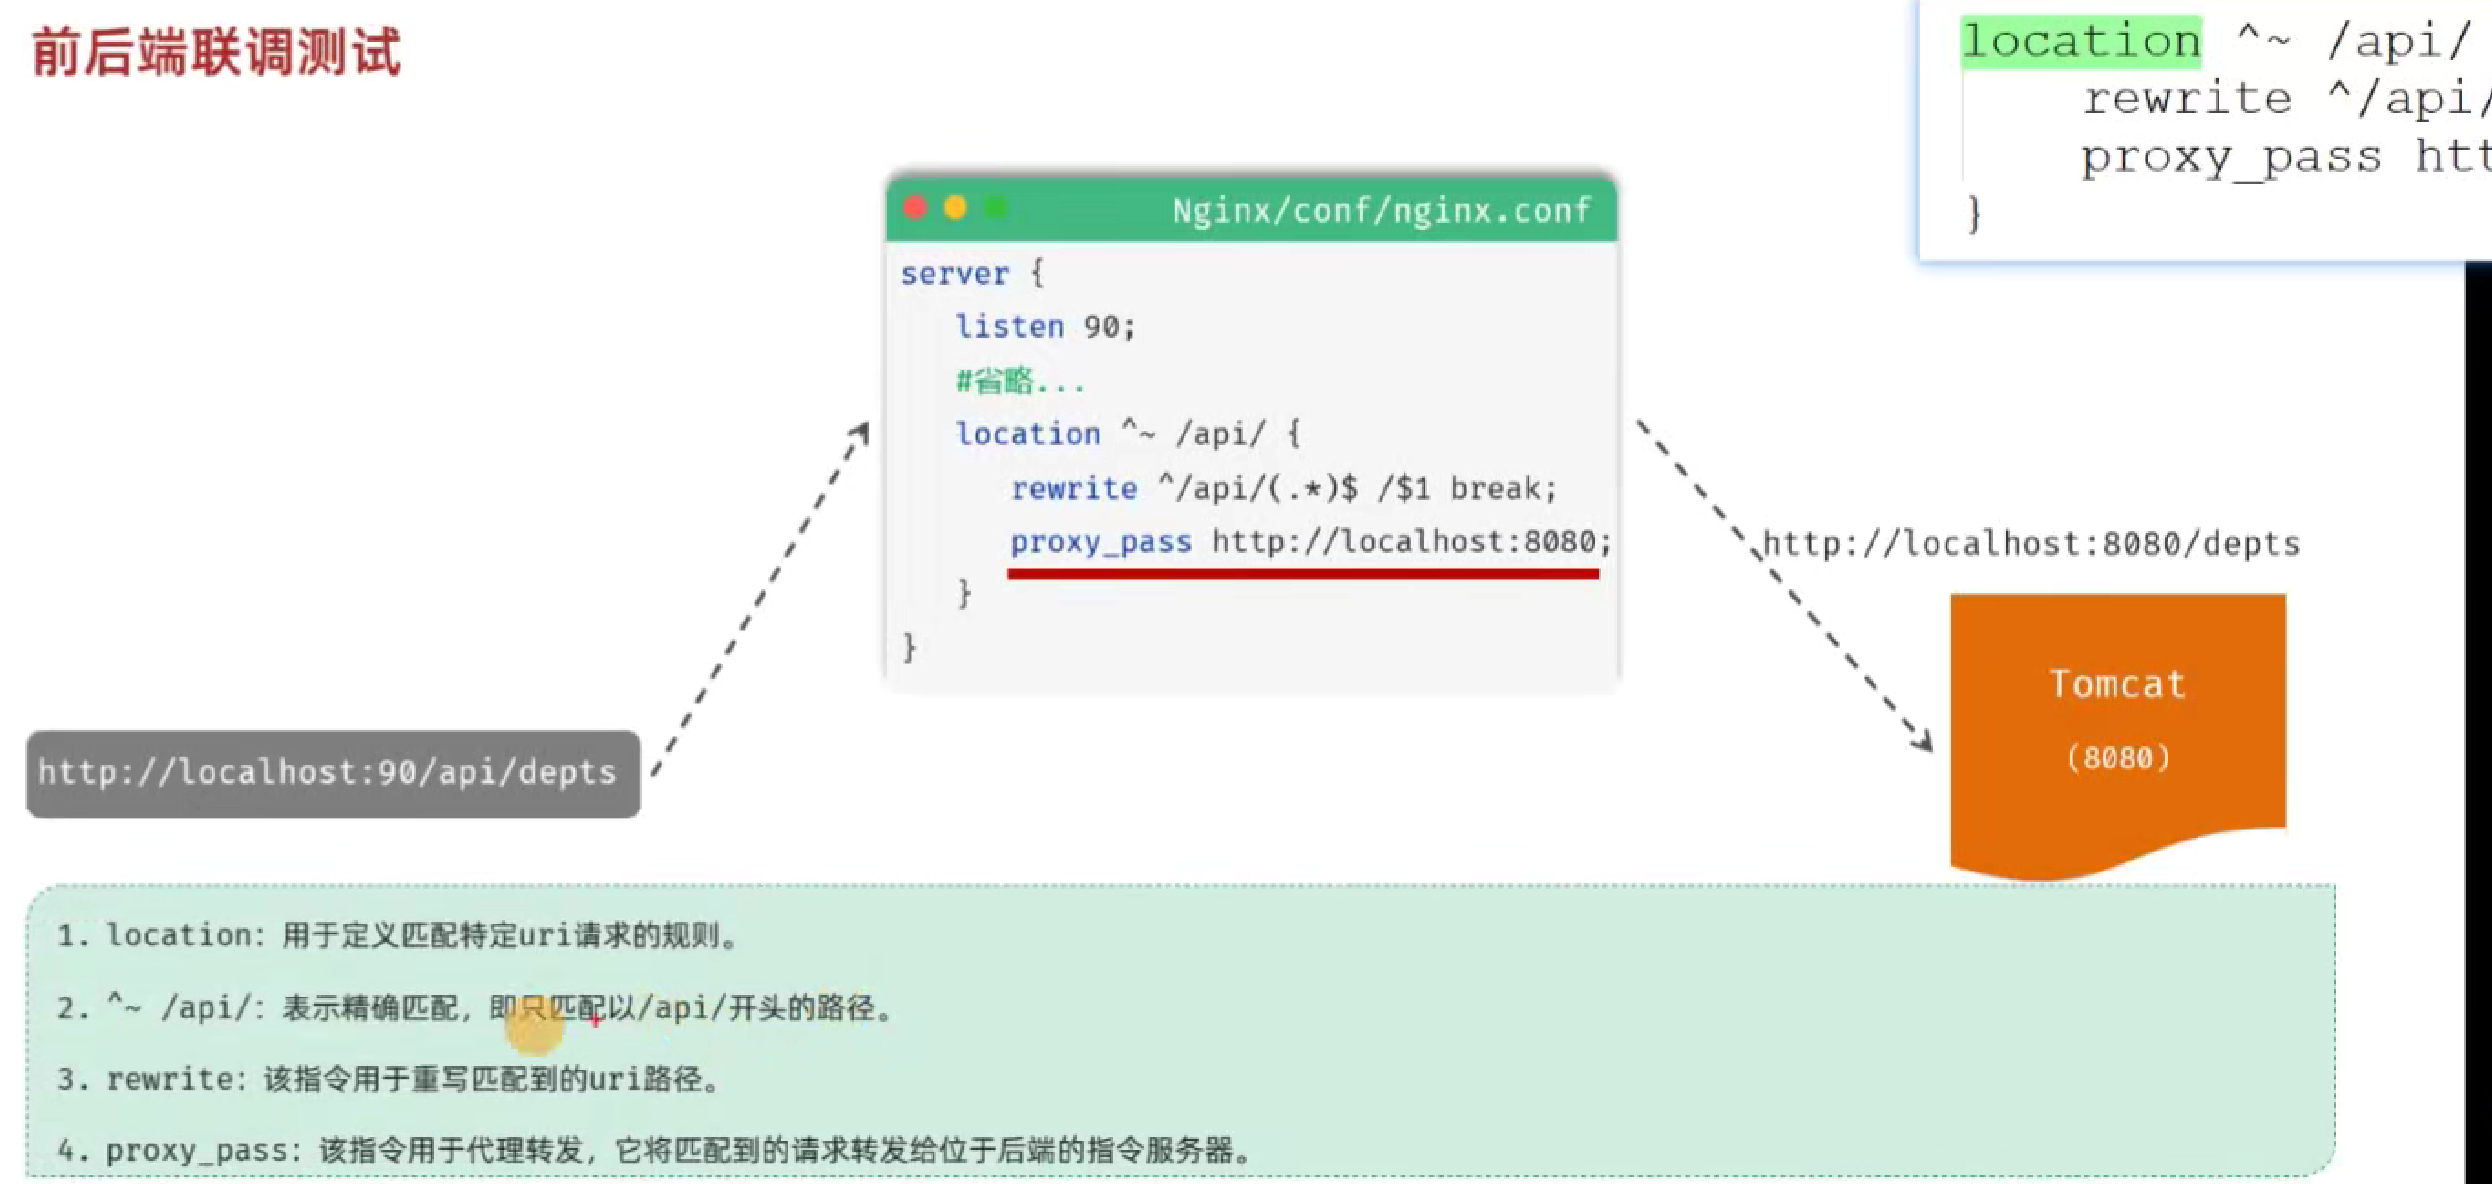 前后端联调测试
location ^~ /api/
rewrite ^/api/
proxy_pass htt
}
Nginx/conf/nginx.conf
server {
listen 90;
#省略...
location ^~ /api/ {
rewrite ^/api/(.*)$ /$1 break;
proxy_pass http://localhost:8080;
}
}
http://localhost:8080/depts
Tomcat
(8080)
http://localhost:90/api/depts
1. location: 用于定义匹配特定uri请求的规则。
2. ^~ /api/: 表示精确匹配，即只匹配以/api/开头的路径。
3. rewrite: 该指令用于重写匹配到的uri路径。
4. proxy_pass: 该指令用于代理转发，它将匹配到的请求转发给位于后端的指令服务器。